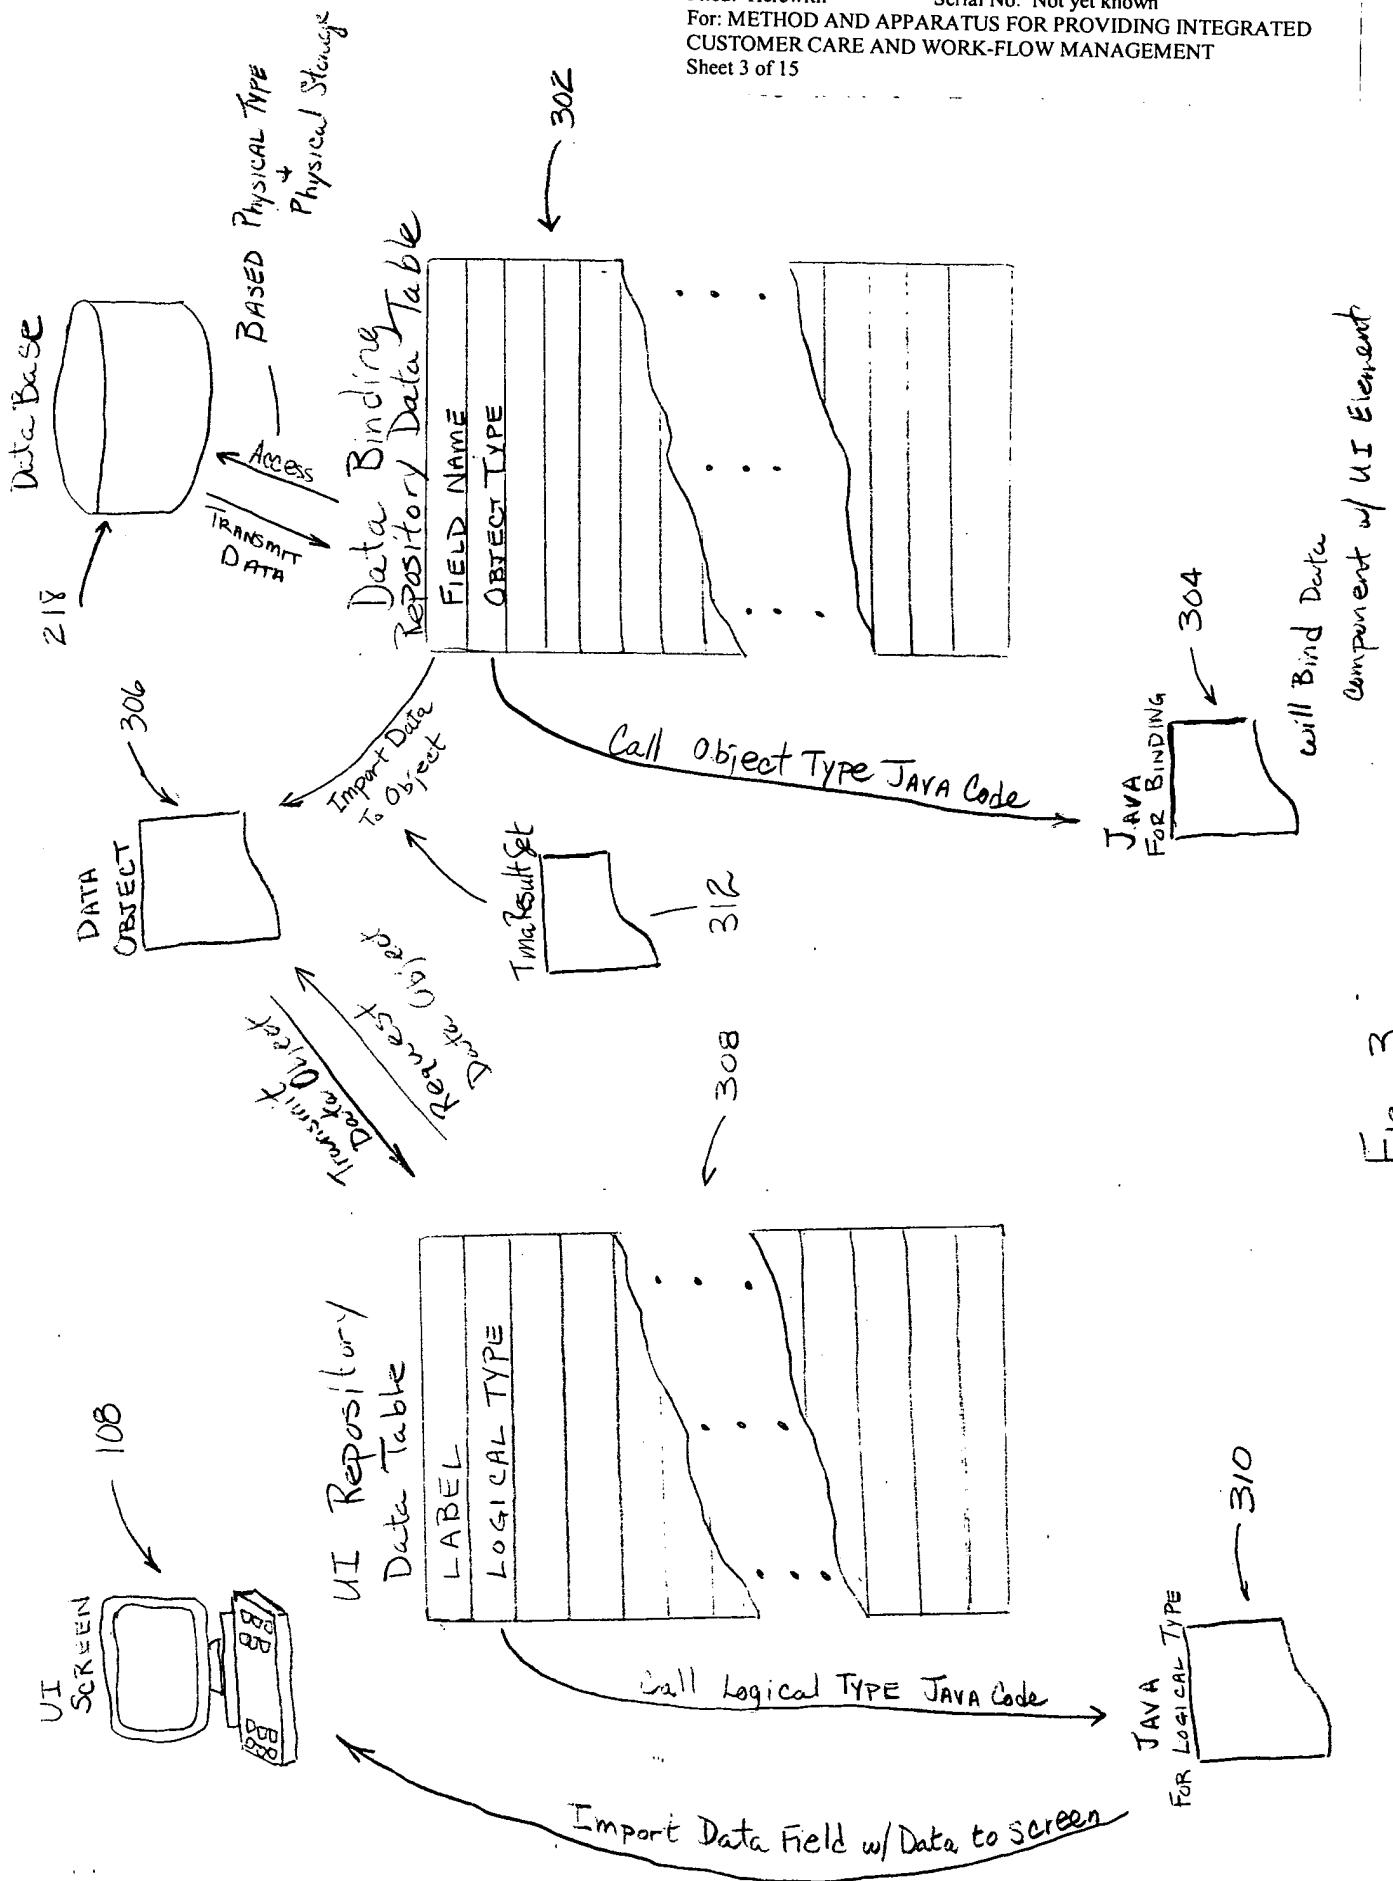 Serial No. Not yet known
For: METHOD AND APPARATUS FOR PROVIDING INTEGRATED
CUSTOMER CARE AND WORK-FLOW MANAGEMENT
Sheet 3 of 15
UI
SCREEN
108
UI Repository
Data Table
LABEL
LOGICAL TYPE
308
Call Logical TYPE JAVA Code
JAVA
FOR LOGICAL TYPE
310
Import Data Field w/ Data to screen
Transmit
Data Object
Request
Data Object
DATA
OBJECT
306
Import Data
To Object
TmaResultSet
312
Data Base
218
Access
TRANSMIT
DATA
BASED Physical TYPE
+
Physical Storage
Data Binding
Repository Data Table
FIELD NAME
OBJECT TYPE
302
Call Object Type JAVA Code
JAVA
FOR BINDING
304
will Bind Data
component w/ UI Element
Fig. 3